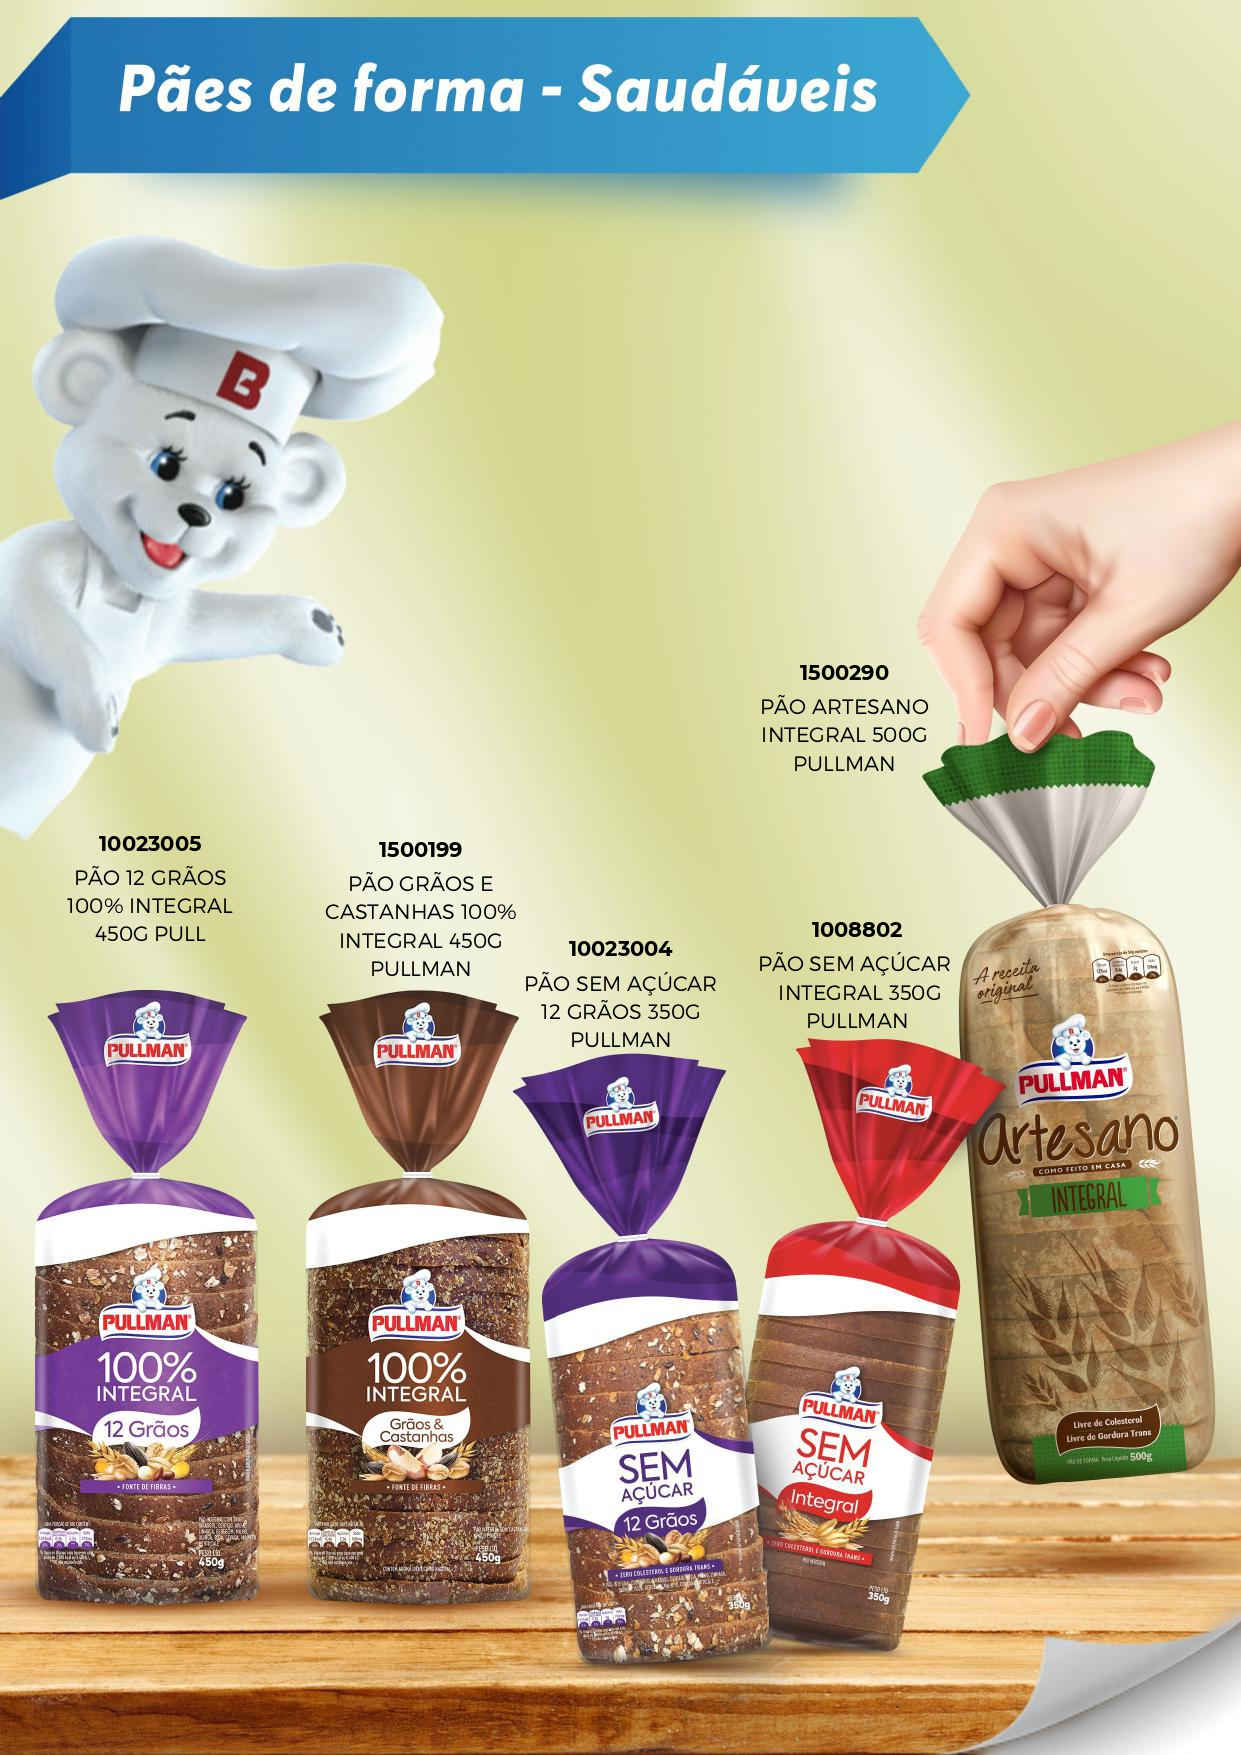 Pães de forma - Saudáveis
B
1500290
PÃO ARTESANO
INTEGRAL 500G
PULLMAN
10023005
PÃO 12 GRÃOS
100% INTEGRAL
450G PULL
1500199
PÃO GRÃOS E
CASTANHAS 100%
INTEGRAL 450G
PULLMAN
10023004
PÃO SEM AÇÚCAR
12 GRÃOS 350G
PULLMAN
1008802
PÃO SEM AÇÚCAR
INTEGRAL 350G
PULLMAN
PULLMAN
PULLMAN
100%
INTEGRAL
12 Grãos
• FONTE DE FIBRAS •
450g
PULLMAN
PULLMAN
100%
INTEGRAL
Grãos &
Castanhas
• FONTE DE FIBRAS •
450g
PULLMAN
PULLMAN
SEM
AÇÚCAR
12 Grãos
• ZERO COLESTEROL E GORDURA TRANS •
350g
PULLMAN
PULLMAN
SEM
AÇÚCAR
Integral
• ZERO COLESTEROL E GORDURA TRANS •
350g
A receita
original
PULLMAN
Artesano
COMO FEITO EM CASA
INTEGRAL
Livre de Colesterol
Livre de Gordura Trans
500g